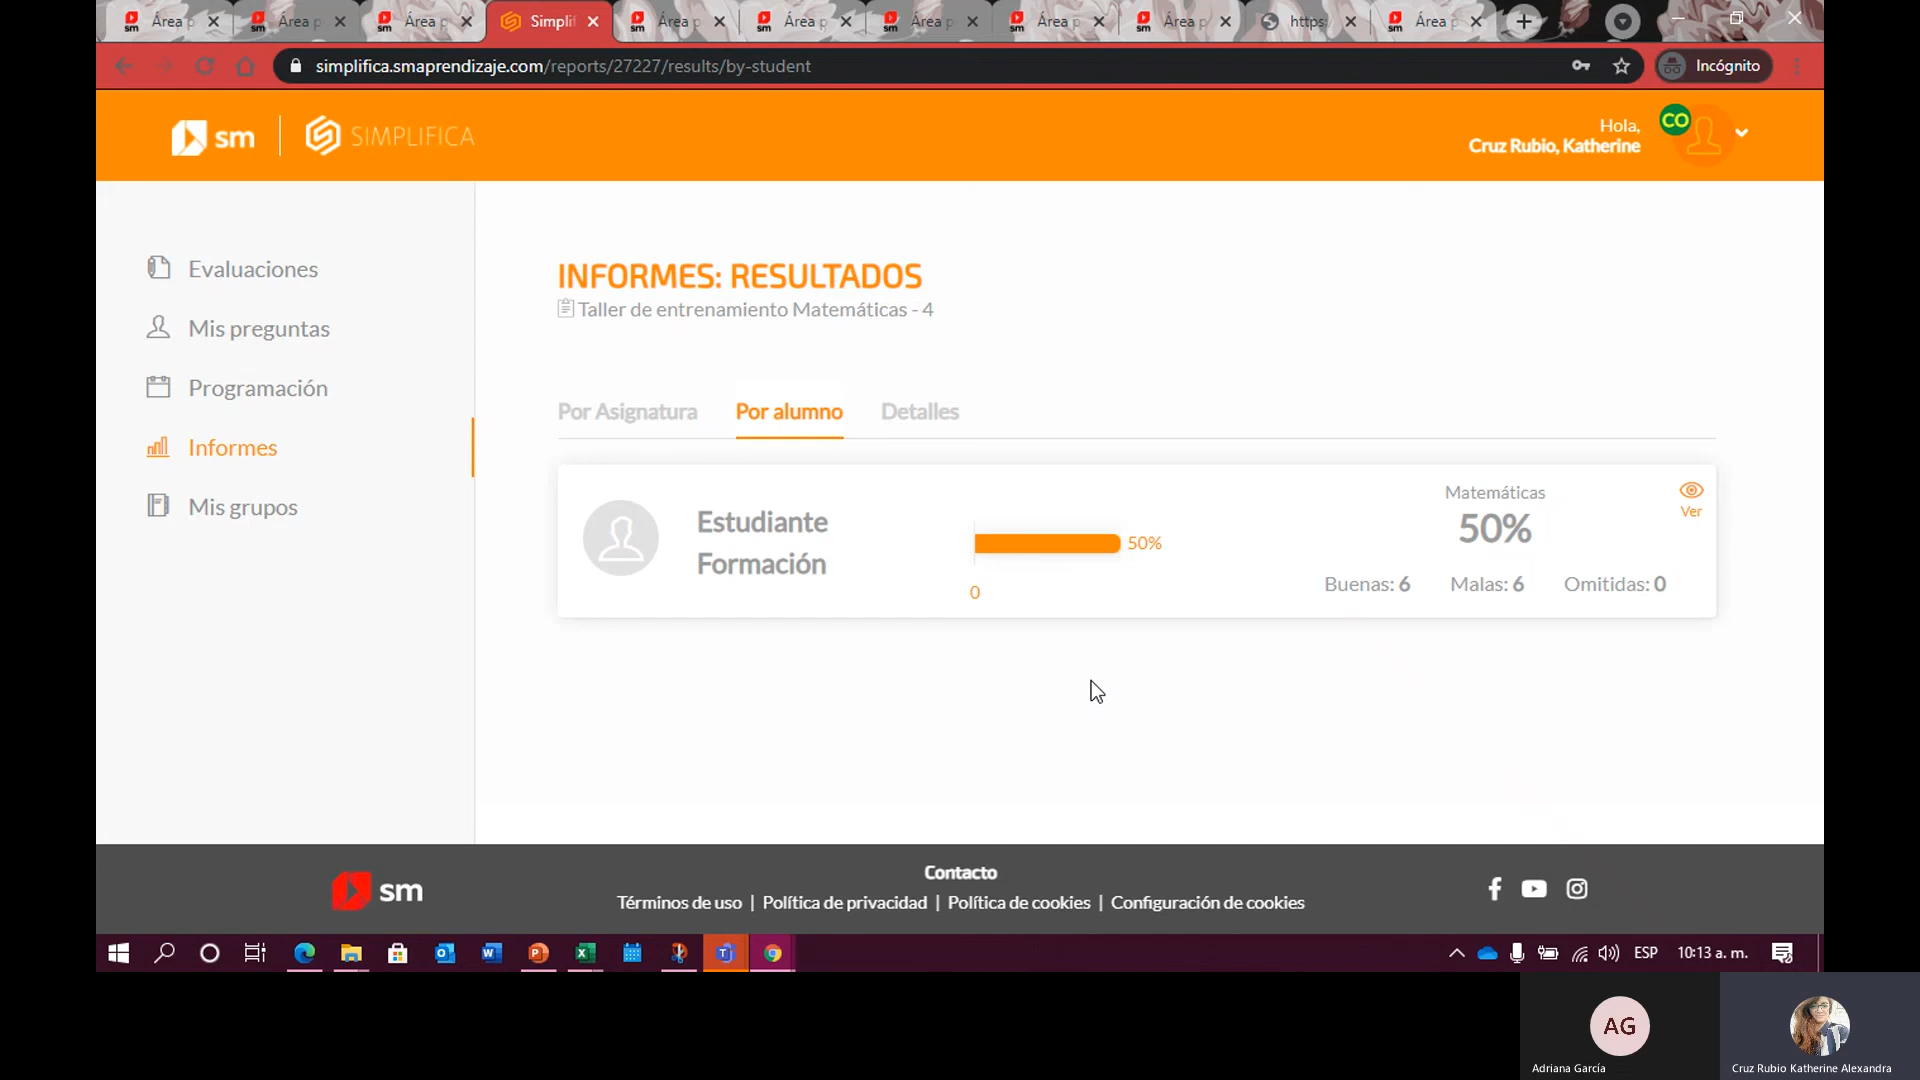 Área p
Área p
Área p
Simplif
Área p
Área p
Área p
Área p
Área p
https:
Área p
simplifica.smaprendizaje.com/reports/27227/results/by-student
Incógnito
sm
SIMPLIFICA
Hola,
Cruz Rubio, Katherine
CO
Evaluaciones
Mis preguntas
Programación
Informes
Mis grupos
INFORMES: RESULTADOS
Taller de entrenamiento Matemáticas - 4
Por Asignatura
Por alumno
Detalles
Estudiante
Formación
50%
0
Matemáticas
50%
Buenas: 6
Malas: 6
Omitidas: 0
Ver
sm
Contacto
Términos de uso | Política de privacidad | Política de cookies | Configuración de cookies
ESP
10:13 a. m.
AG
Adriana García
Cruz Rubio Katherine Alexandra